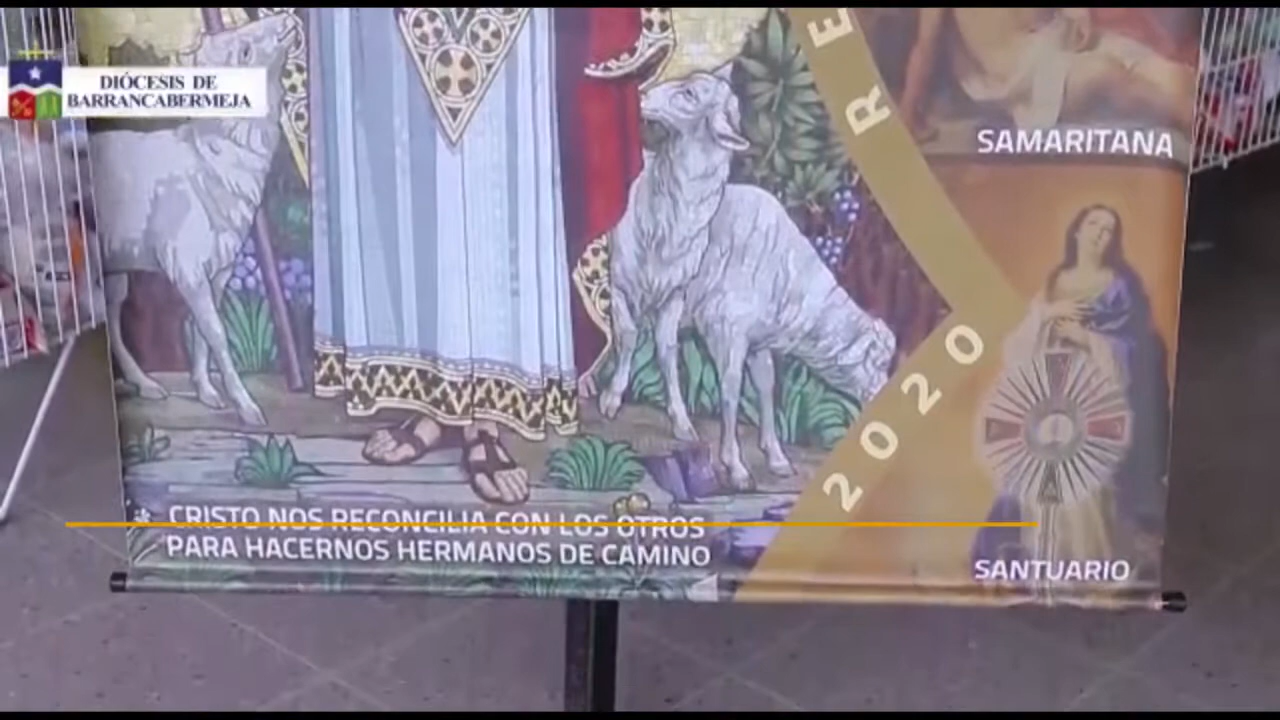 DIÓCESIS DE
BARRANCABERMEJA
R E
SAMARITANA
2020
CRISTO NOS RECONCILIA CON LOS OTROS
PARA HACERNOS HERMANOS DE CAMINO
SANTUARIO